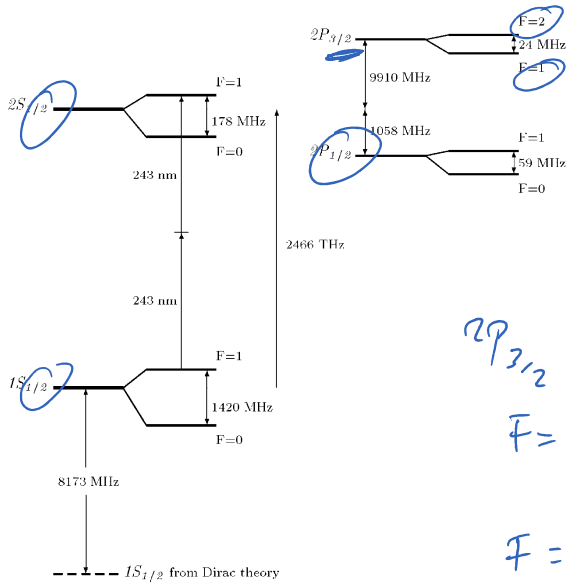 F=2
2P3/2
24 MHz
F=1
9910 MHz
F=1
2S1/2
178 MHz
1058 MHz
F=1
2P1/2
59 MHz
F=0
F=0
243 nm
2466 THz
243 nm
2P3/2
F=1
1S1/2
1420 MHz
F=
F=0
8173 MHz
F=
1S1/2 from Dirac theory